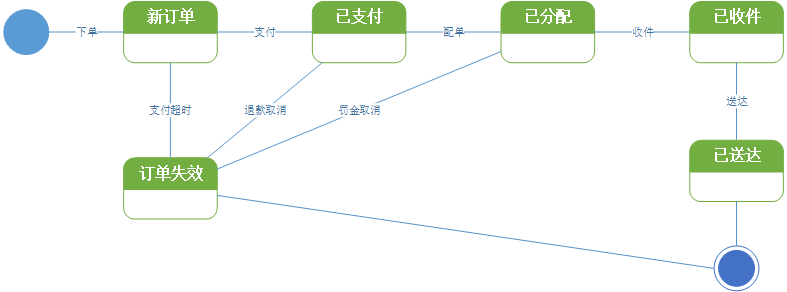 新订单
已支付
已分配
已收件
下单
支付
配单
收件
支付超时
退款取消
罚金取消
送达
订单失效
已送达